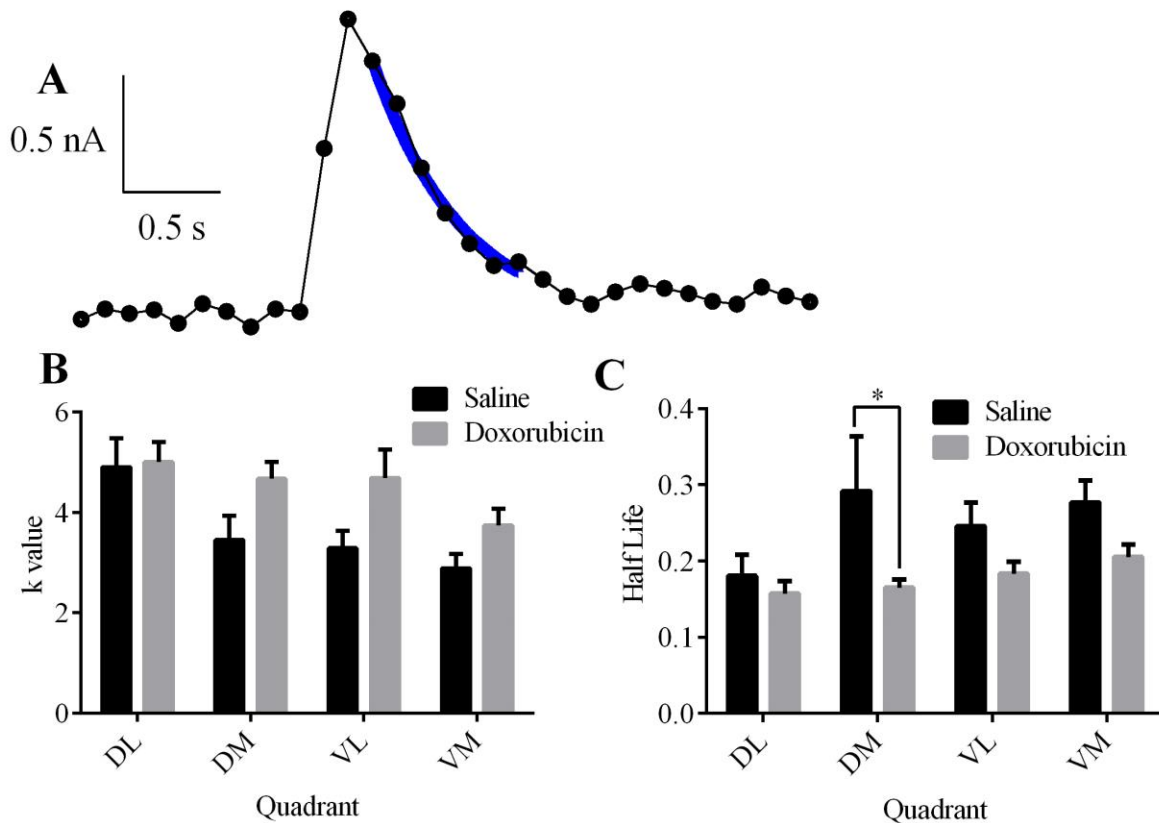 A
0.5 nA
0.5 s
B
Saline
Doxorubicin
6
4
2
0
k value
DL
DM
VL
VM
Quadrant
C
Saline
Doxorubicin
*
0.4
0.3
0.2
0.1
0.0
Half Life
DL
DM
VL
VM
Quadrant